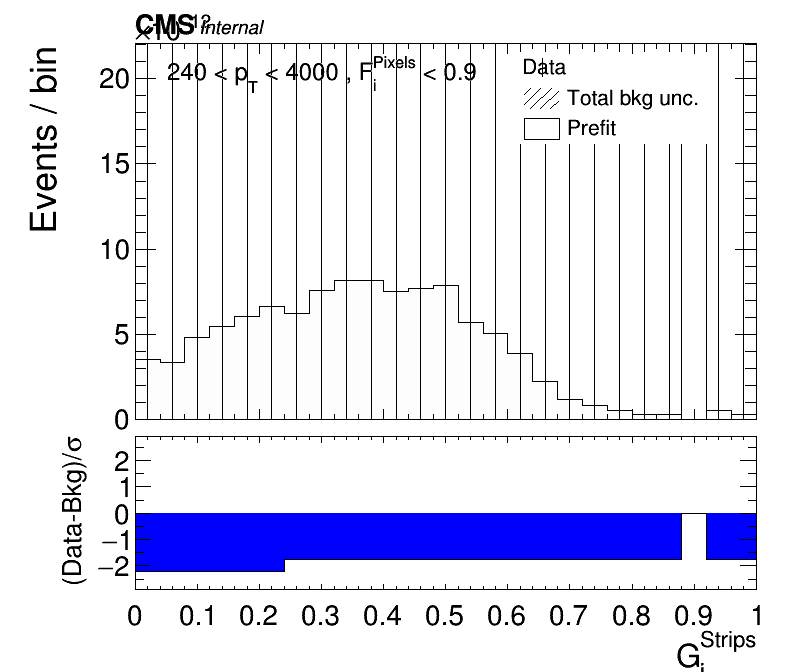 CMS Internal
×10¹²
240 < p_T < 4000 , F_i^Pixels < 0.9
Data
Total bkg unc.
Prefit
Events / bin
20
15
10
5
0
(Data-Bkg)/σ
2
1
0
−1
−2
0 0.1 0.2 0.3 0.4 0.5 0.6 0.7 0.8 0.9 1
G_i^Strips